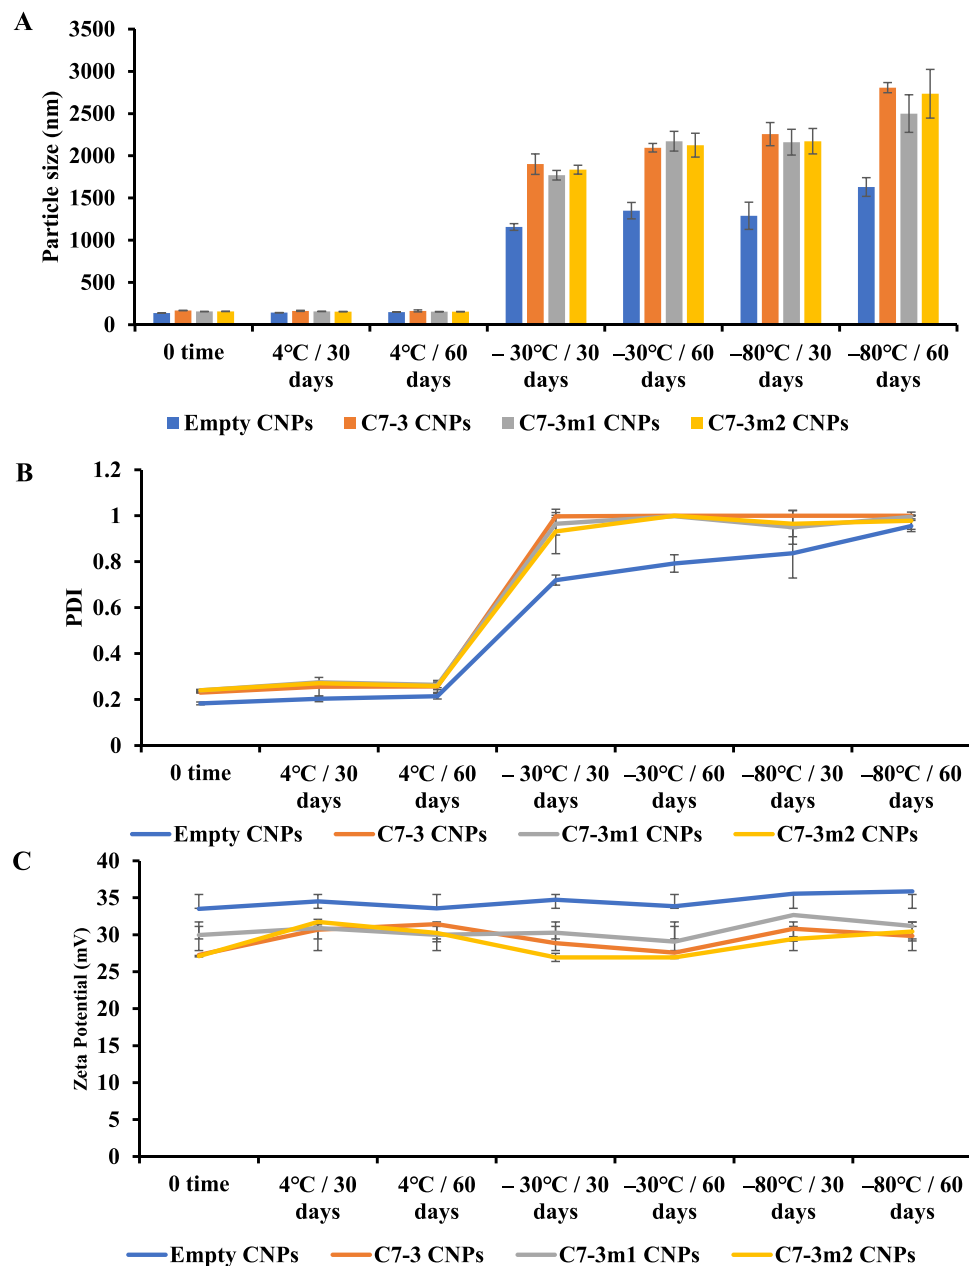 A
Particle size (nm)
3500
3000
2500
2000
1500
1000
500
0
0 time 4°C / 30 4°C / 60 – 30°C / 30 –30°C / 60 –80°C / 30 –80°C / 60
days days days days days days
Empty CNPs C7-3 CNPs C7-3m1 CNPs C7-3m2 CNPs
B
PDI
1.2
1
0.8
0.6
0.4
0.2
0
0 time 4°C / 30 4°C / 60 – 30°C / 30 –30°C / 60 –80°C / 30 –80°C / 60
days days days days days days
Empty CNPs C7-3 CNPs C7-3m1 CNPs C7-3m2 CNPs
C
Zeta Potential (mV)
40
35
30
25
20
15
10
5
0
0 time 4°C / 30 4°C / 60 – 30°C / 30 –30°C / 60 –80°C / 30 –80°C / 60
days days days days days days
Empty CNPs C7-3 CNPs C7-3m1 CNPs C7-3m2 CNPs